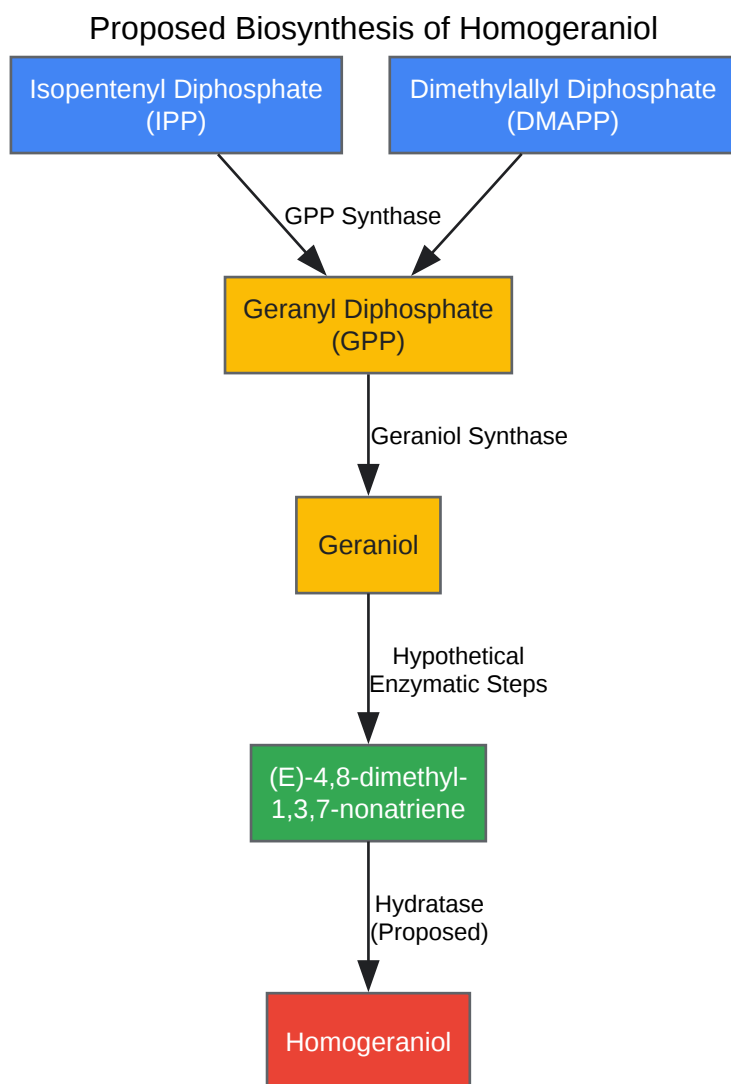 Proposed Biosynthesis of Homogeraniol
Isopentenyl Diphosphate
(IPP)
Dimethylallyl Diphosphate
(DMAPP)
GPP Synthase
Geranyl Diphosphate
(GPP)
Geraniol Synthase
Geraniol
Hypothetical
Enzymatic Steps
(E)-4,8-dimethyl-
1,3,7-nonatriene
Hydratase
(Proposed)
Homogeraniol